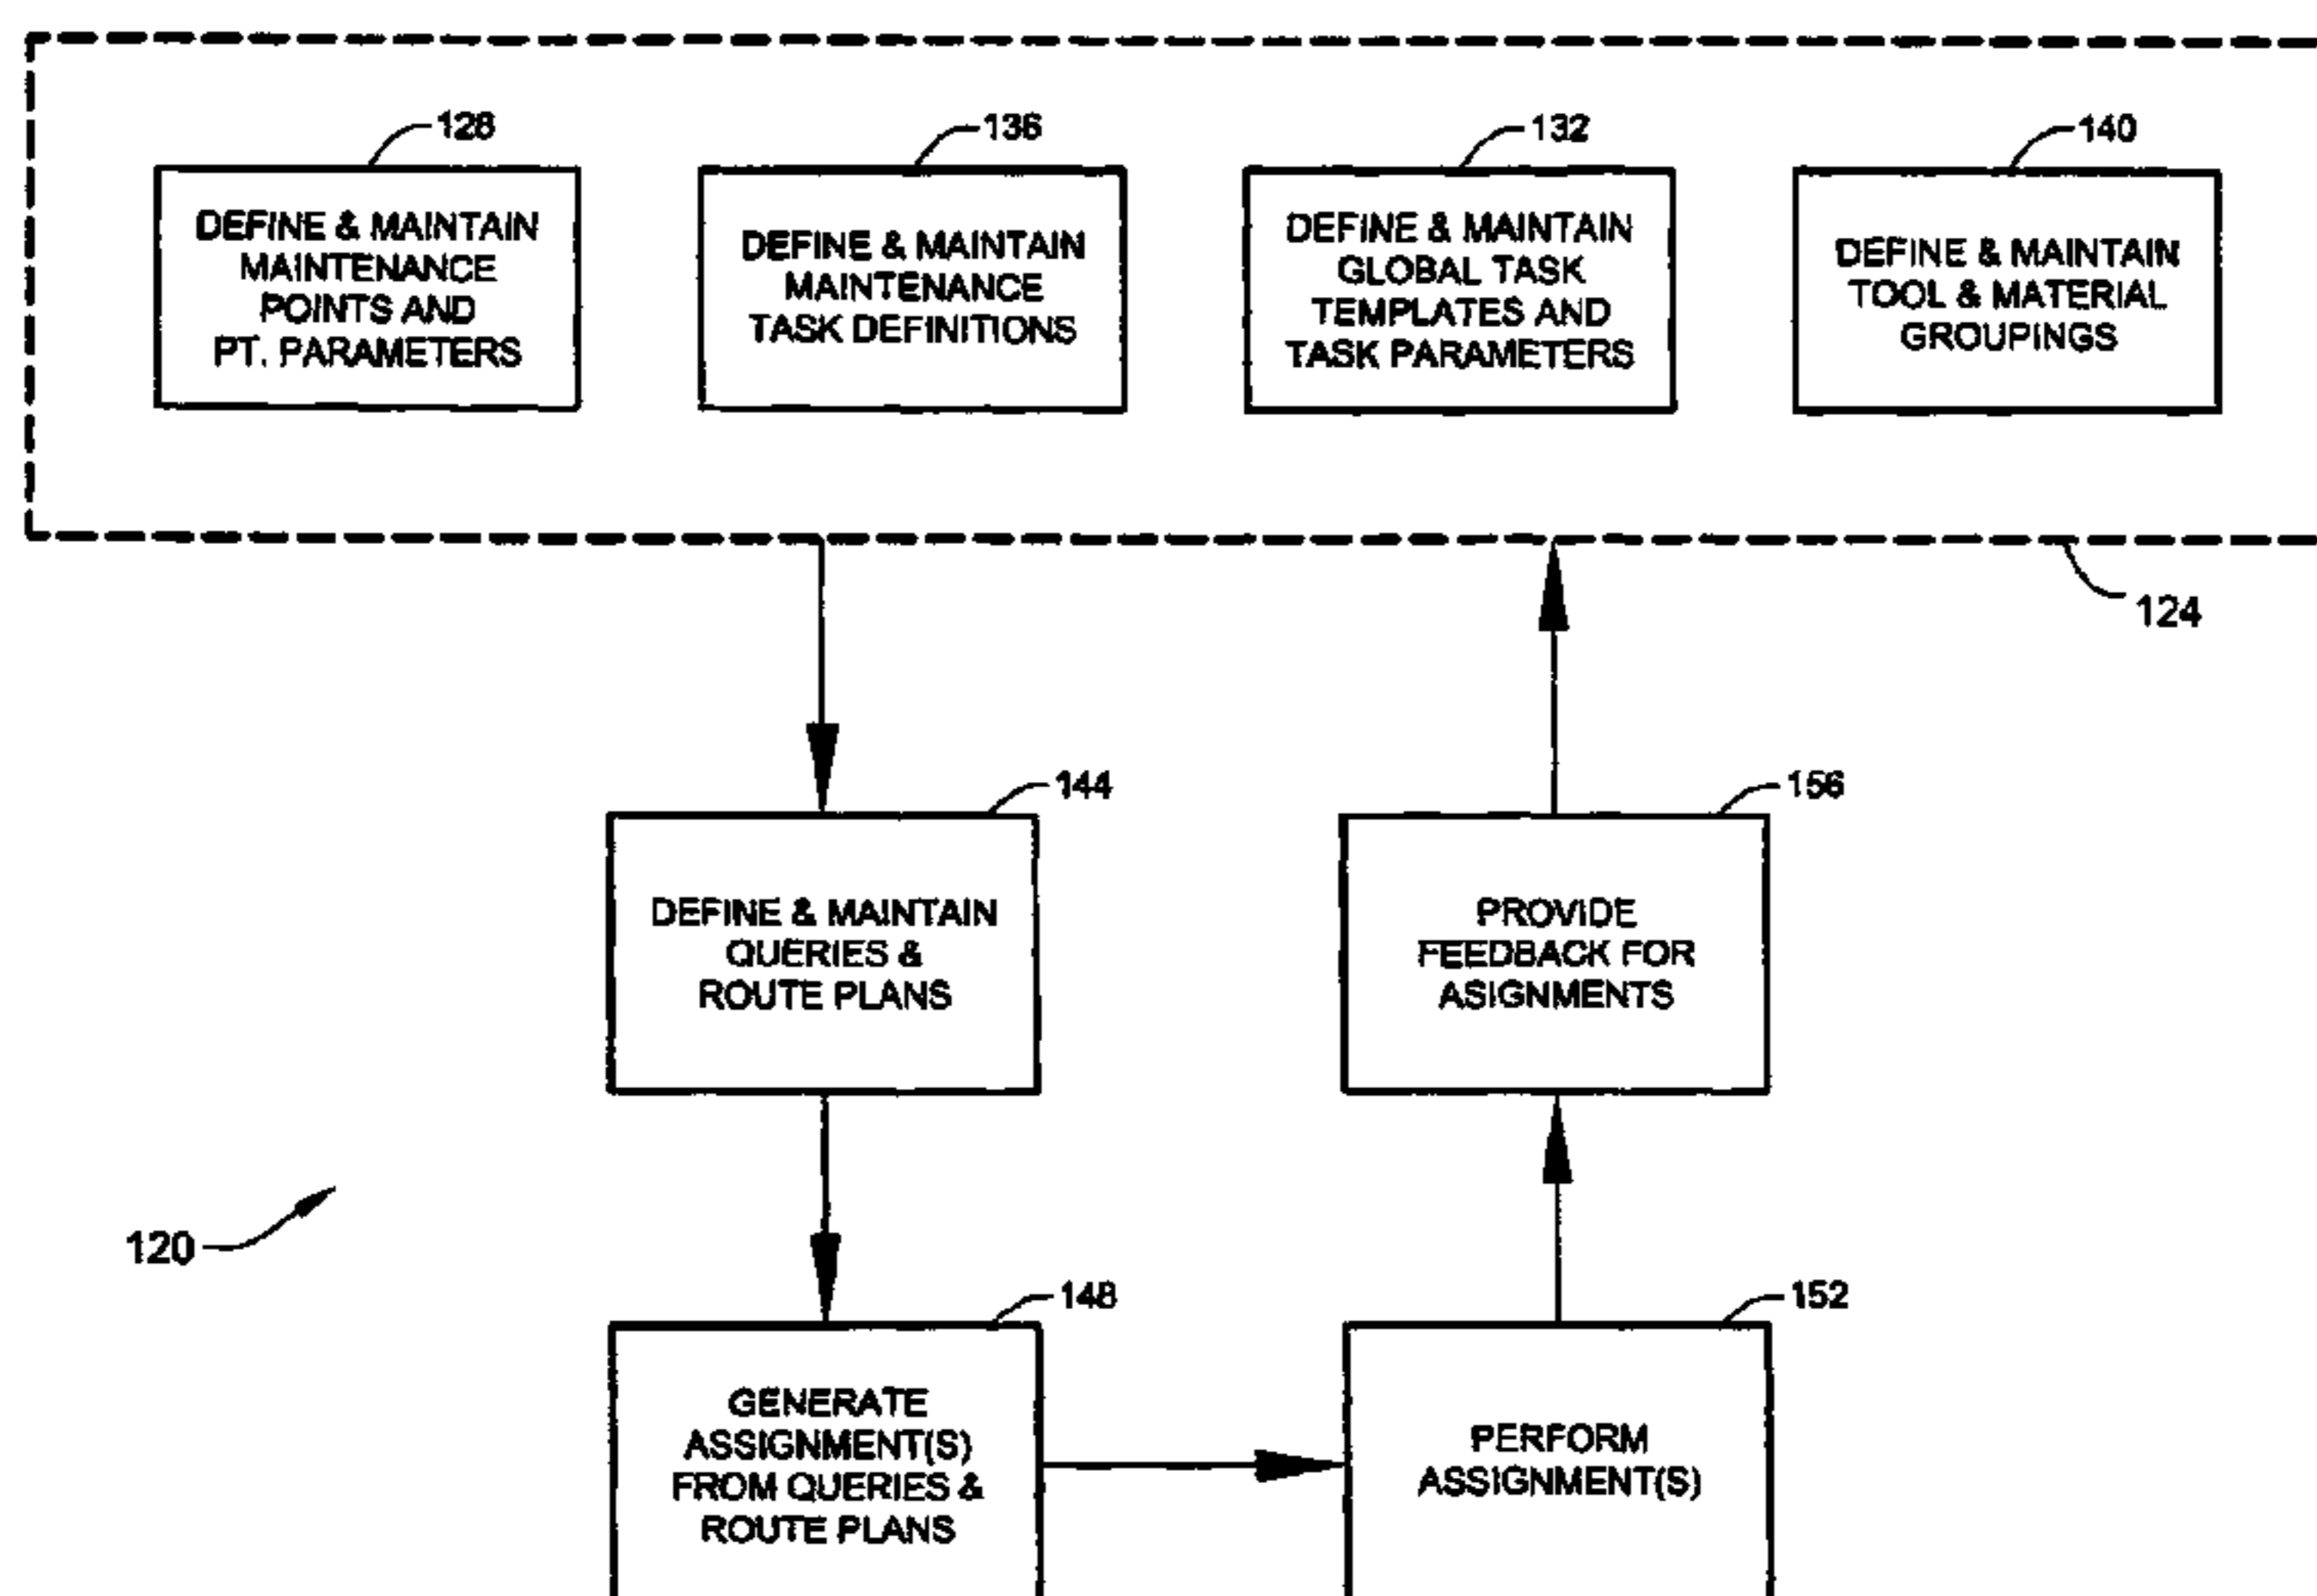 128
DEFINE & MAINTAIN
MAINTENANCE
POINTS AND
PT. PARAMETERS
136
DEFINE & MAINTAIN
MAINTENANCE
TASK DEFINITIONS
132
DEFINE & MAINTAIN
GLOBAL TASK
TEMPLATES AND
TASK PARAMETERS
140
DEFINE & MAINTAIN
TOOL & MATERIAL
GROUPINGS
124
144
DEFINE & MAINTAIN
QUERIES &
ROUTE PLANS
156
PROVIDE
FEEDBACK FOR
ASIGNMENTS
120
148
GENERATE
ASSIGNMENT(S)
FROM QUERIES &
ROUTE PLANS
152
PERFORM
ASSIGNMENT(S)